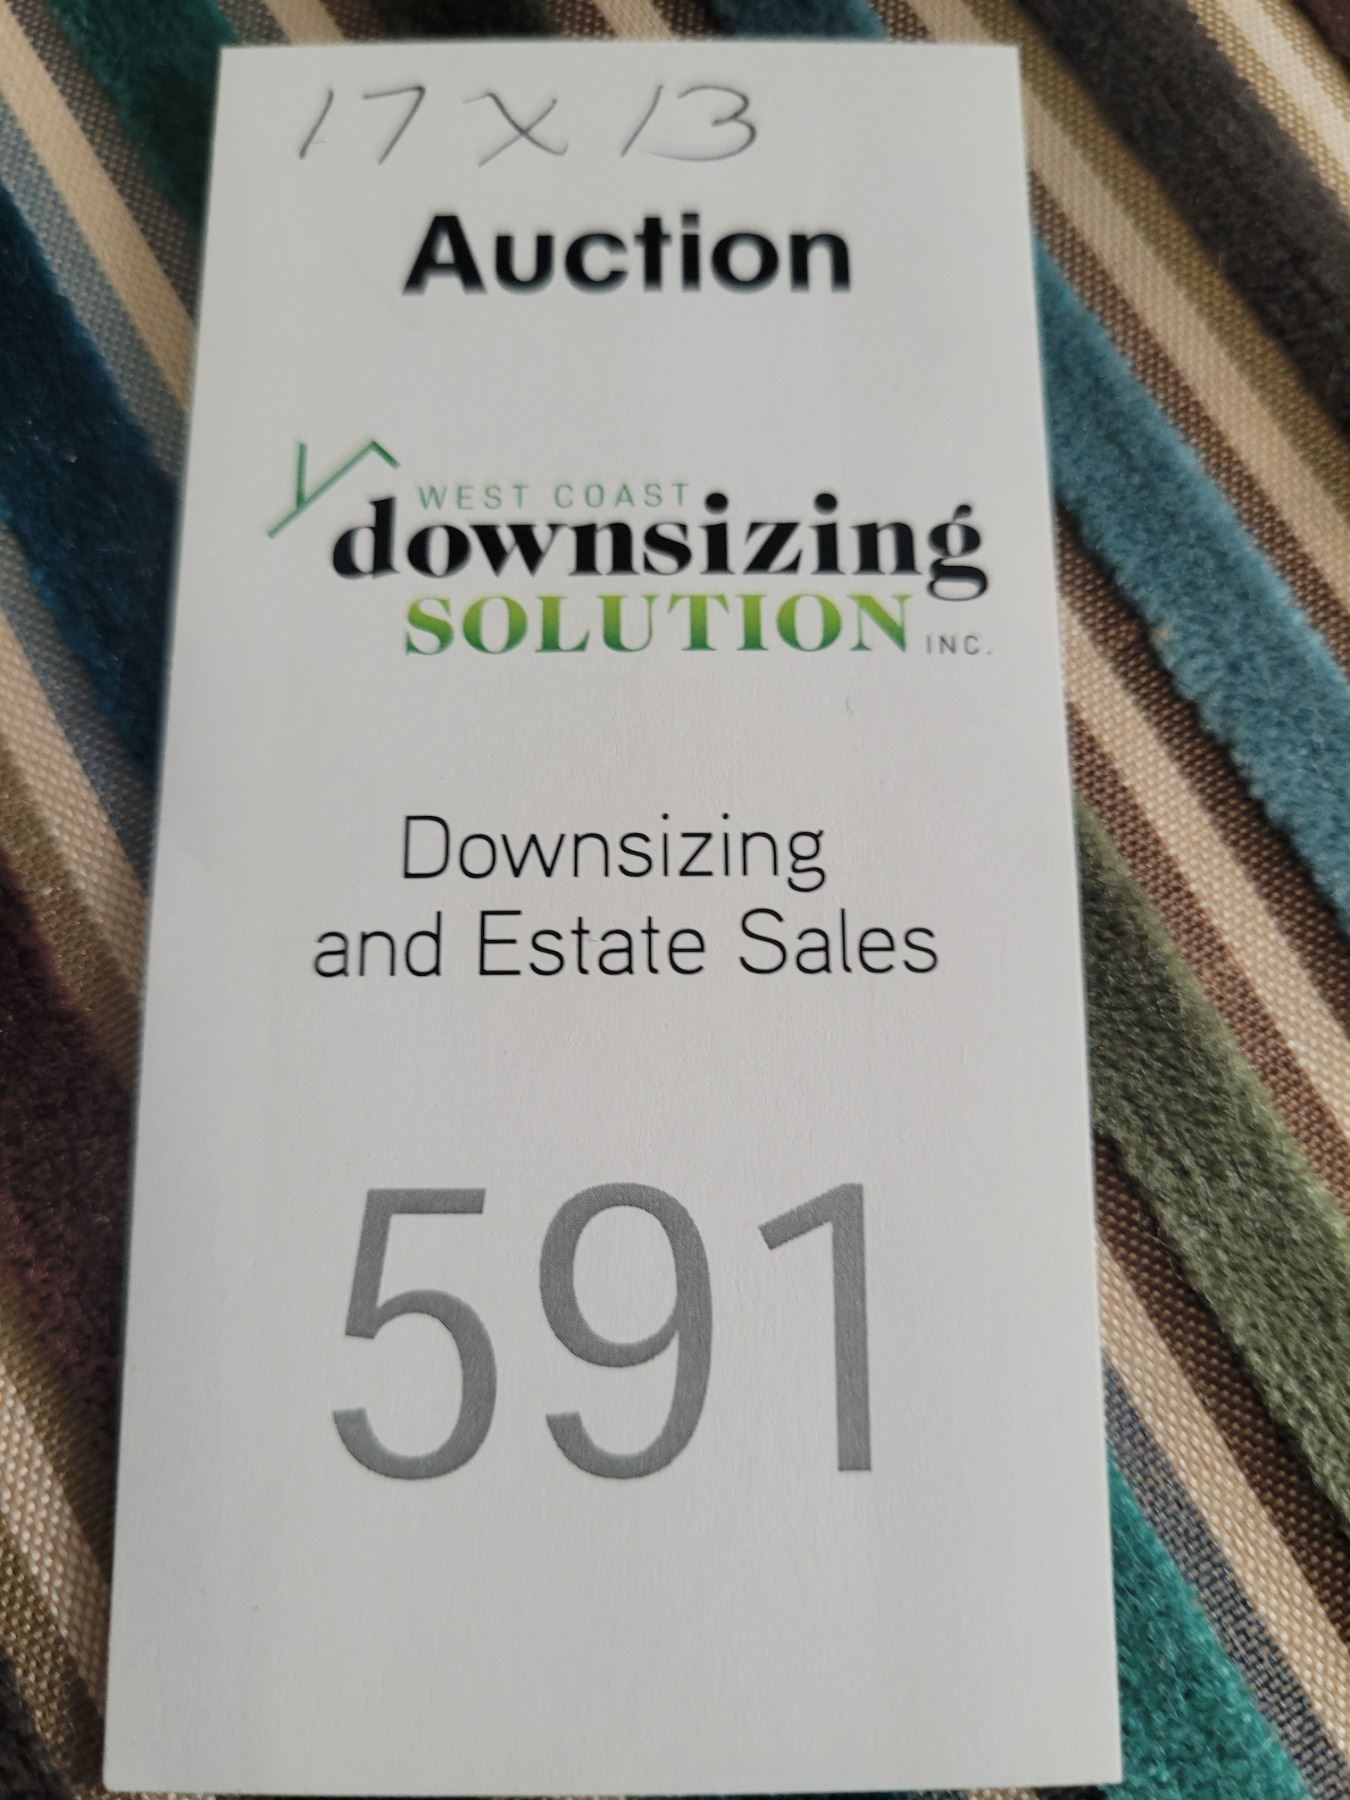 17 x 13
Auction
WEST COAST
downsizing
SOLUTION INC.
Downsizing
and Estate Sales
591